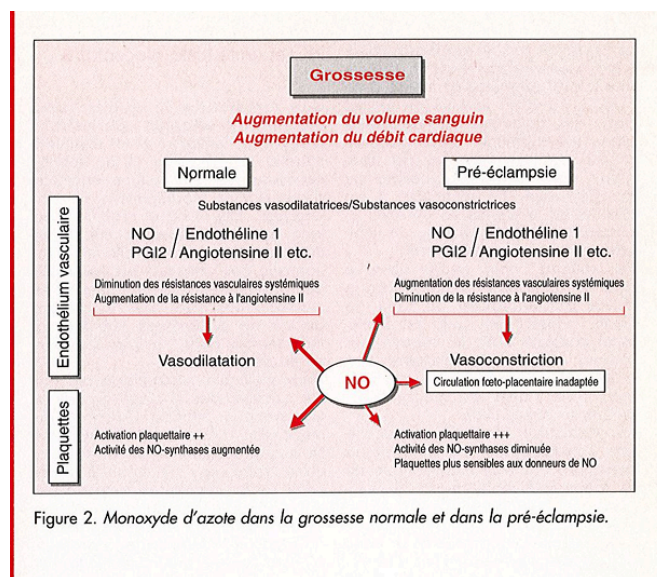 Grossesse
Augmentation du volume sanguin
Augmentation du débit cardiaque
Normale
Pré-éclampsie
Substances vasodilatatrices/Substances vasoconstrictrices
Endothélium vasculaire
NO / Endothéline 1
PGI2 / Angiotensine II etc.
NO / Endothéline 1
PGI2 / Angiotensine II etc.
Diminution des résistances vasculaires systémiques
Augmentation de la résistance à l'angiotensine II
Augmentation des résistances vasculaires systémiques
Diminution de la résistance à l'angiotensine II
Vasodilatation
Vasoconstriction
NO
Circulation fœto-placentaire inadaptée
Plaquettes
Activation plaquettaire ++
Activité des NO-synthases augmentée
Activation plaquettaire +++
Activité des NO-synthases diminuée
Plaquettes plus sensibles aux donneurs de NO
Figure 2. Monoxyde d'azote dans la grossesse normale et dans la pré-éclampsie.